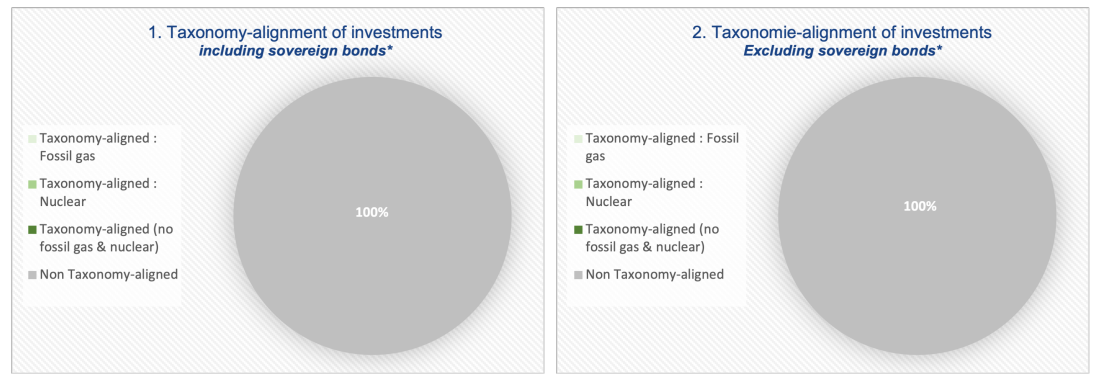 1. Taxonomy-alignment of investments
including sovereign bonds*
Taxonomy-aligned :
Fossil gas
Taxonomy-aligned :
Nuclear
Taxonomy-aligned (no
fossil gas & nuclear)
Non Taxonomy-aligned
100%
2. Taxonomie-alignment of investments
Excluding sovereign bonds*
Taxonomy-aligned : Fossil
gas
Taxonomy-aligned :
Nuclear
Taxonomy-aligned (no
fossil gas & nuclear)
Non Taxonomy-aligned
100%